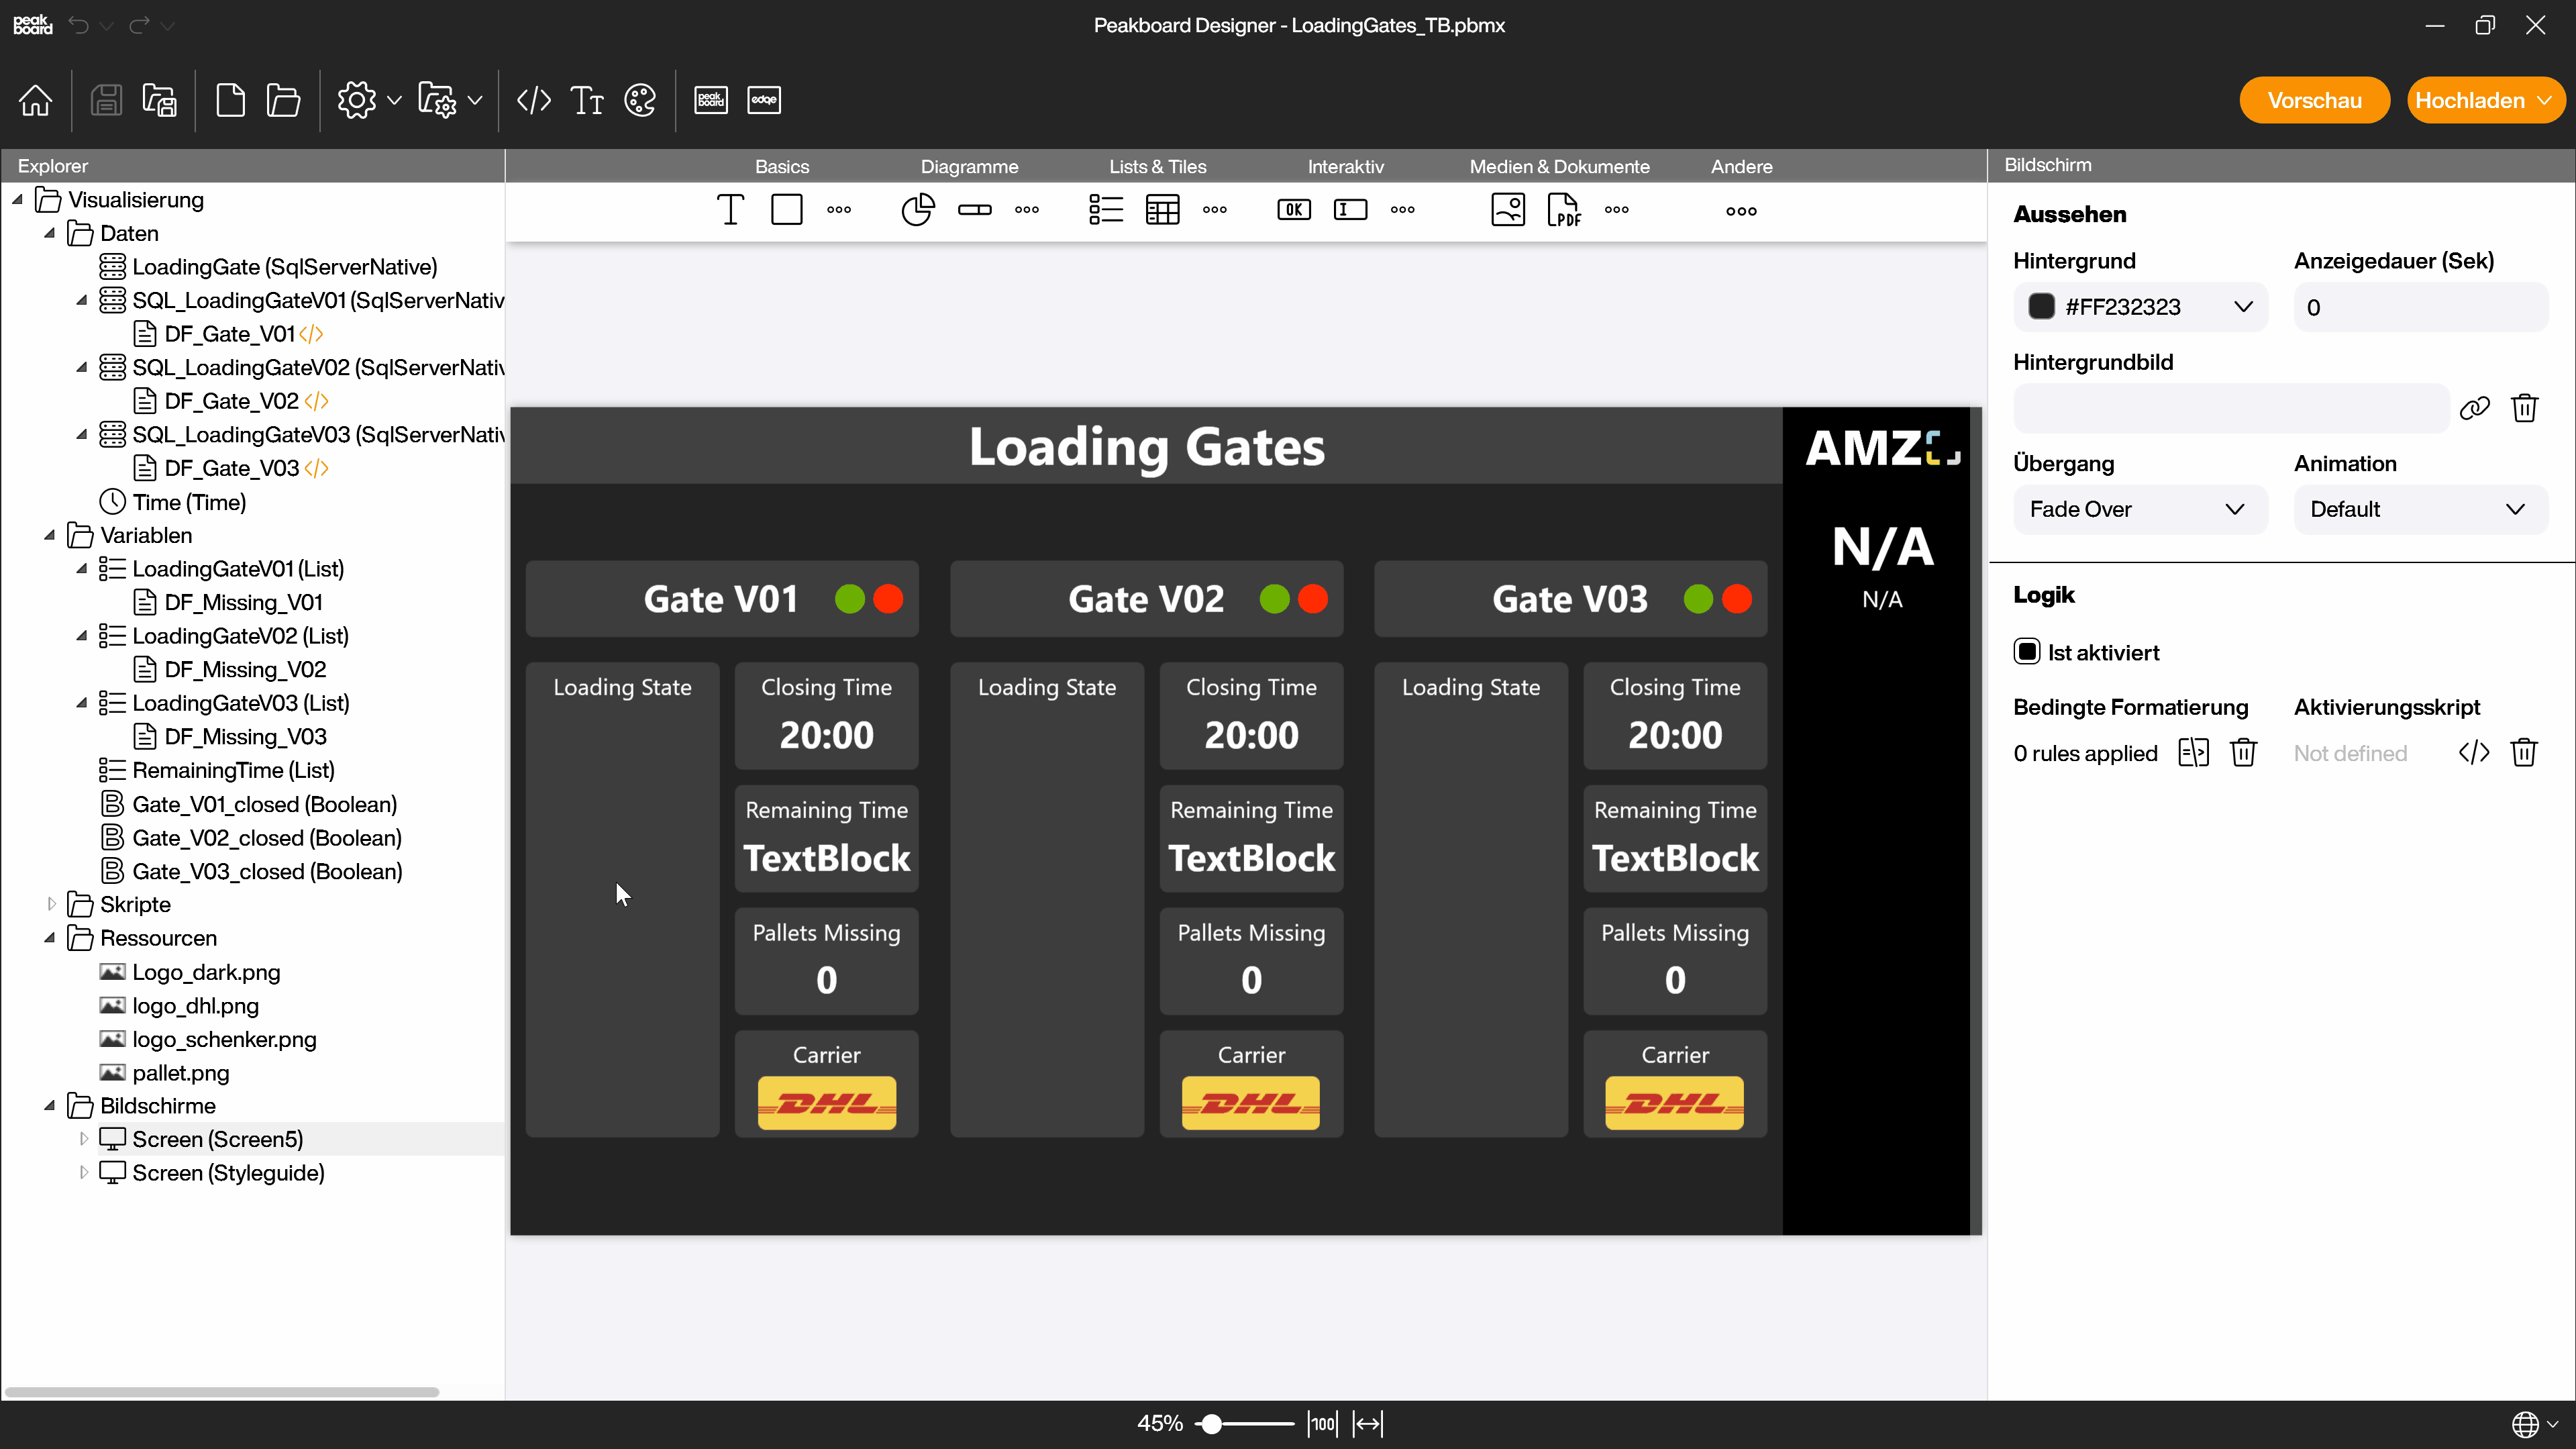 peak board
Peakboard Designer - LoadingGates_TB.pbmx
peak board
edge
Vorschau
Hochladen
Explorer
Basics
Diagramme
Lists & Tiles
Interaktiv
Medien & Dokumente
Andere
Bildschirm
OK
I
PDF
Visualisierung
Daten
LoadingGate (SqlServerNative)
SQL_LoadingGateV01 (SqlServerNativ
DF_Gate_V01
SQL_LoadingGateV02 (SqlServerNativ
DF_Gate_V02
SQL_LoadingGateV03 (SqlServerNativ
DF_Gate_V03
Time (Time)
Variablen
LoadingGateV01 (List)
DF_Missing_V01
LoadingGateV02 (List)
DF_Missing_V02
LoadingGateV03 (List)
DF_Missing_V03
RemainingTime (List)
Gate_V01_closed (Boolean)
Gate_V02_closed (Boolean)
Gate_V03_closed (Boolean)
Skripte
Ressourcen
Logo_dark.png
logo_dhl.png
logo_schenker.png
pallet.png
Bildschirme
Screen (Screen5)
Screen (Styleguide)
Loading Gates
AMZ
N/A
N/A
Gate V01
Gate V02
Gate V03
Loading State
Closing Time
20:00
Remaining Time
TextBlock
Pallets Missing
0
Carrier
DHL
Loading State
Closing Time
20:00
Remaining Time
TextBlock
Pallets Missing
0
Carrier
DHL
Loading State
Closing Time
20:00
Remaining Time
TextBlock
Pallets Missing
0
Carrier
DHL
Aussehen
Hintergrund
Anzeigedauer (Sek)
#FF232323
0
Hintergrundbild
Übergang
Animation
Fade Over
Default
Logik
Ist aktiviert
Bedingte Formatierung
Aktivierungsskript
0 rules applied
Not defined
45%
100